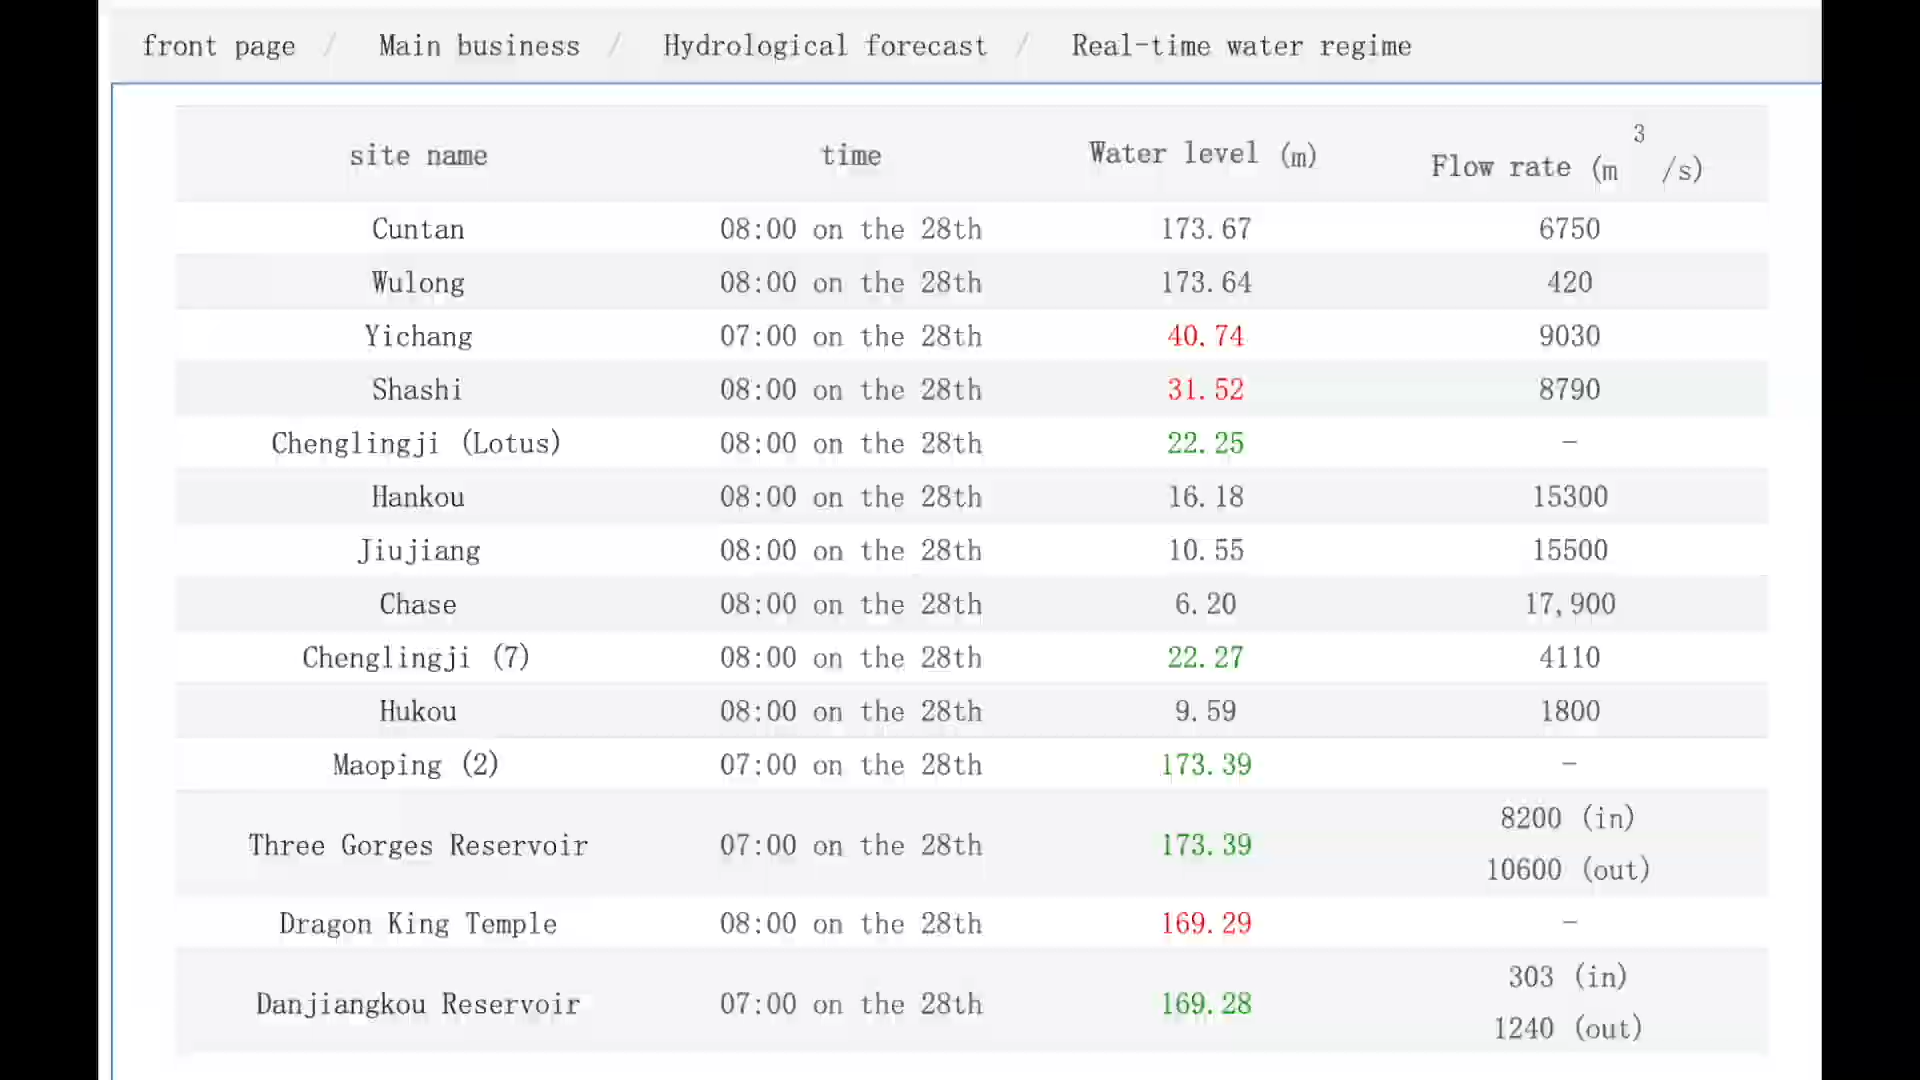 front page / Main business / Hydrological forecast / Real-time water regime
site name time Water level (m) Flow rate (m³/s)
Cuntan 08:00 on the 28th 173.67 6750
Wulong 08:00 on the 28th 173.64 420
Yichang 07:00 on the 28th 40.74 9030
Shashi 08:00 on the 28th 31.52 8790
Chenglingji (Lotus) 08:00 on the 28th 22.25 -
Hankou 08:00 on the 28th 16.18 15300
Jiujiang 08:00 on the 28th 10.55 15500
Chase 08:00 on the 28th 6.20 17,900
Chenglingji (7) 08:00 on the 28th 22.27 4110
Hukou 08:00 on the 28th 9.59 1800
Maoping (2) 07:00 on the 28th 173.39 -
Three Gorges Reservoir 07:00 on the 28th 173.39 8200 (in)
10600 (out)
Dragon King Temple 08:00 on the 28th 169.29 -
Danjiangkou Reservoir 07:00 on the 28th 169.28 303 (in)
1240 (out)